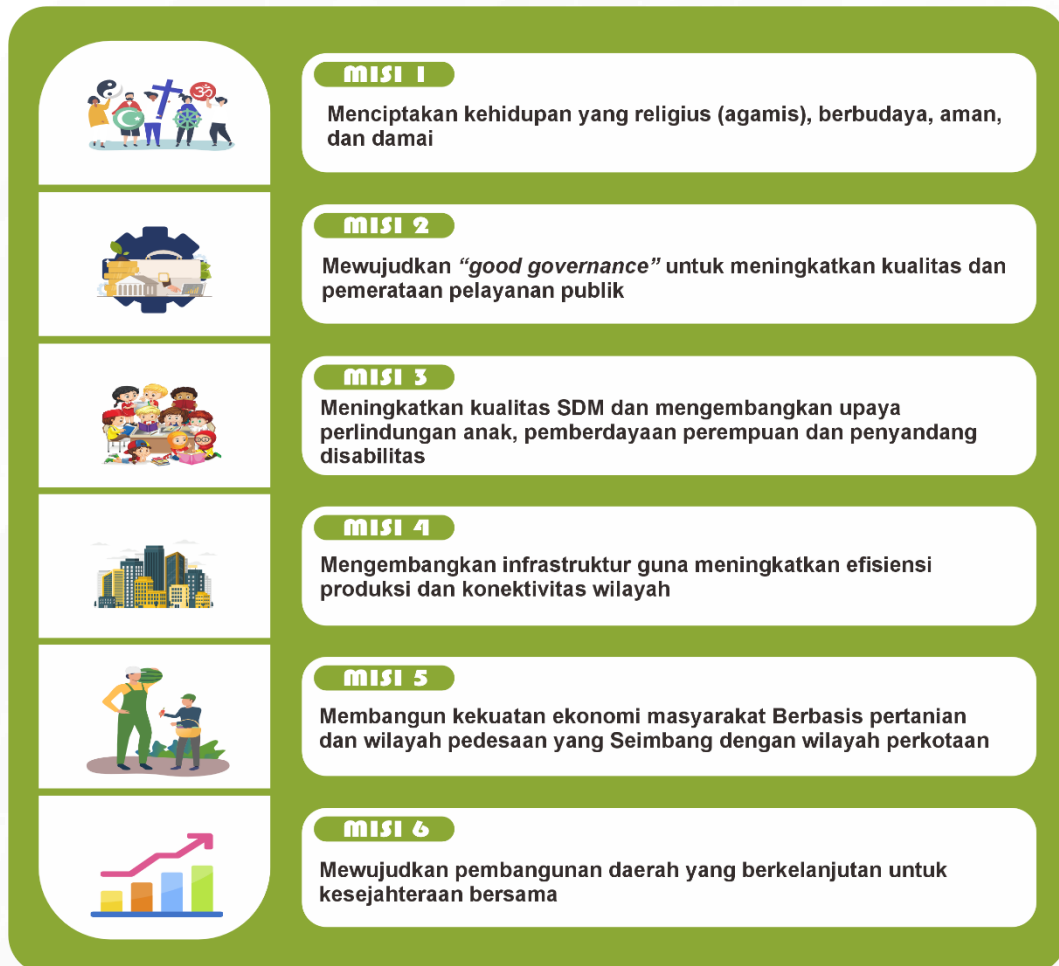 MISI 1
Menciptakan kehidupan yang religius (agamis), berbudaya, aman,
dan damai
MISI 2
Mewujudkan “good governance” untuk meningkatkan kualitas dan
pemerataan pelayanan publik
MISI 3
Meningkatkan kualitas SDM dan mengembangkan upaya
perlindungan anak, pemberdayaan perempuan dan penyandang
disabilitas
MISI 4
Mengembangkan infrastruktur guna meningkatkan efisiensi
produksi dan konektivitas wilayah
MISI 5
Membangun kekuatan ekonomi masyarakat Berbasis pertanian
dan wilayah pedesaan yang Seimbang dengan wilayah perkotaan
MISI 6
Mewujudkan pembangunan daerah yang berkelanjutan untuk
kesejahteraan bersama